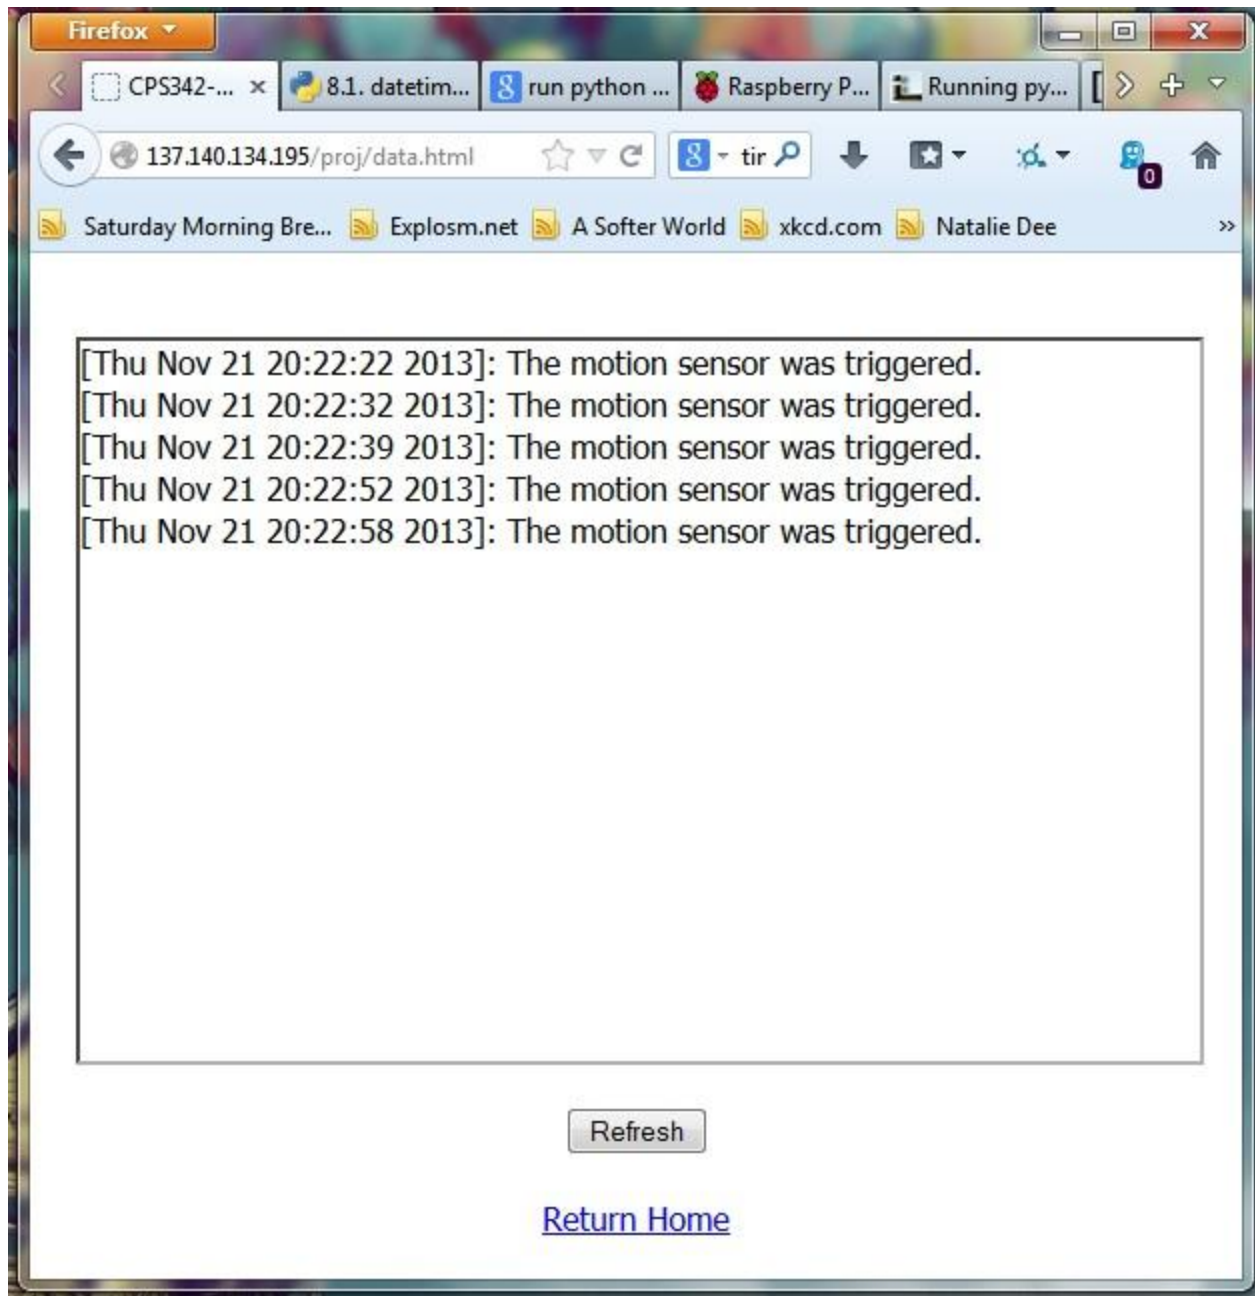 Firefox
CPS342-... 8.1. datetim... 8 run python ... Raspberry P... Running py... [
137.140.134.195/proj/data.html 8 tir 0
Saturday Morning Bre... Explosm.net A Softer World xkcd.com Natalie Dee »
[Thu Nov 21 20:22:22 2013]: The motion sensor was triggered.
[Thu Nov 21 20:22:32 2013]: The motion sensor was triggered.
[Thu Nov 21 20:22:39 2013]: The motion sensor was triggered.
[Thu Nov 21 20:22:52 2013]: The motion sensor was triggered.
[Thu Nov 21 20:22:58 2013]: The motion sensor was triggered.
Refresh
Return Home